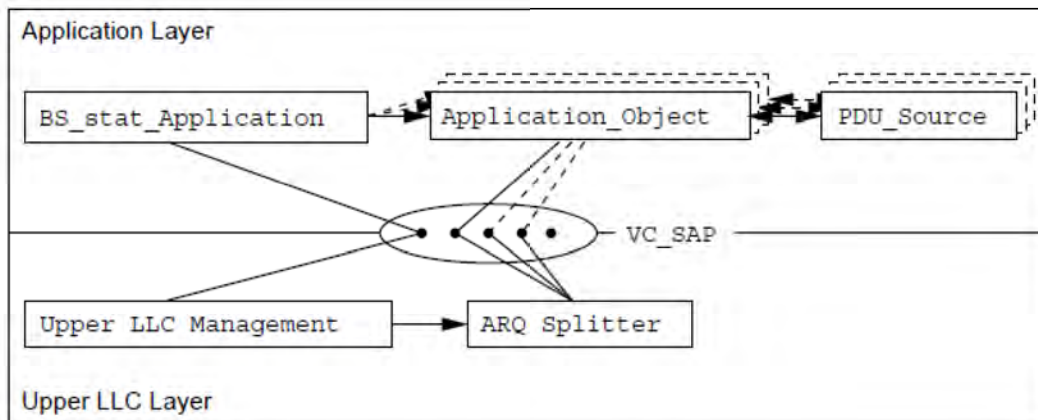 Application Layer
BS_stat_Application
Application_Object
PDU_Source
VC_SAP
Upper LLC Management
ARQ Splitter
Upper LLC Layer